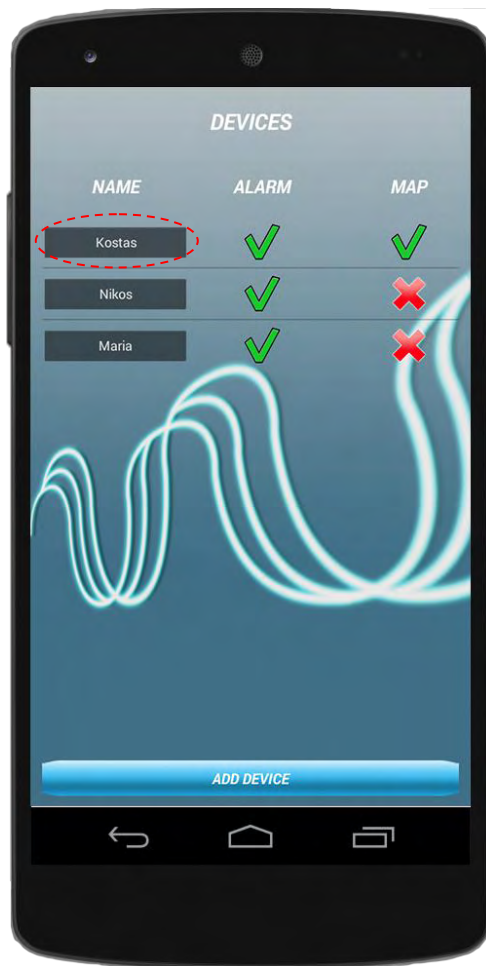 DEVICES
NAME ALARM MAP
Kostas
Nikos
Maria
ADD DEVICE